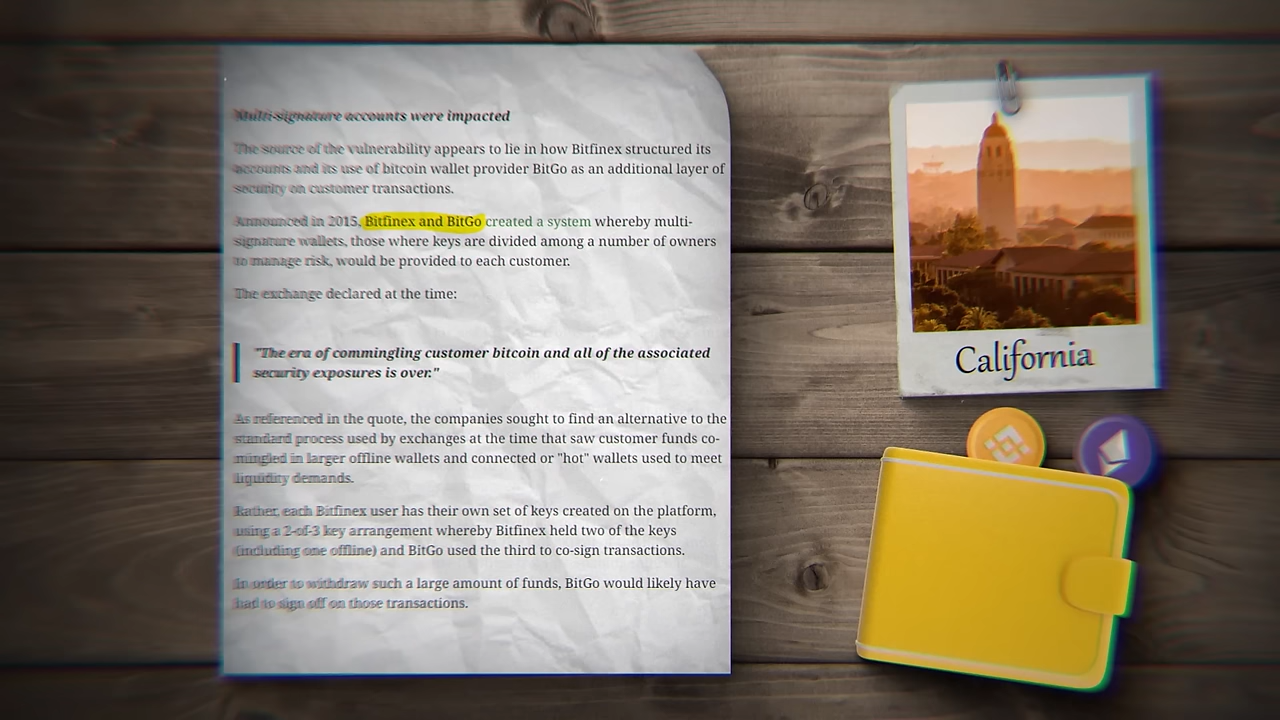 Multi-signature accounts were impacted
The source of the vulnerability appears to lie in how Bitfinex structured its
accounts and its use of bitcoin wallet provider BitGo as an additional layer of
security on customer transactions.
Announced in 2015, Bitfinex and BitGo created a system whereby multi-
signature wallets, those where keys are divided among a number of owners
to manage risk, would be provided to each customer.
The exchange declared at the time:
"The era of commingling customer bitcoin and all of the associated
security exposures is over."
As referenced in the quote, the companies sought to find an alternative to the
standard process used by exchanges at the time that saw customer funds co-
mingled in larger offline wallets and connected or "hot" wallets used to meet
liquidity demands.
Rather, each Bitfinex user has their own set of keys created on the platform,
using a 2-of-3 key arrangement whereby Bitfinex held two of the keys
(including one offline) and BitGo used the third to co-sign transactions.
In order to withdraw such a large amount of funds, BitGo would likely have
had to sign off on those transactions.
California